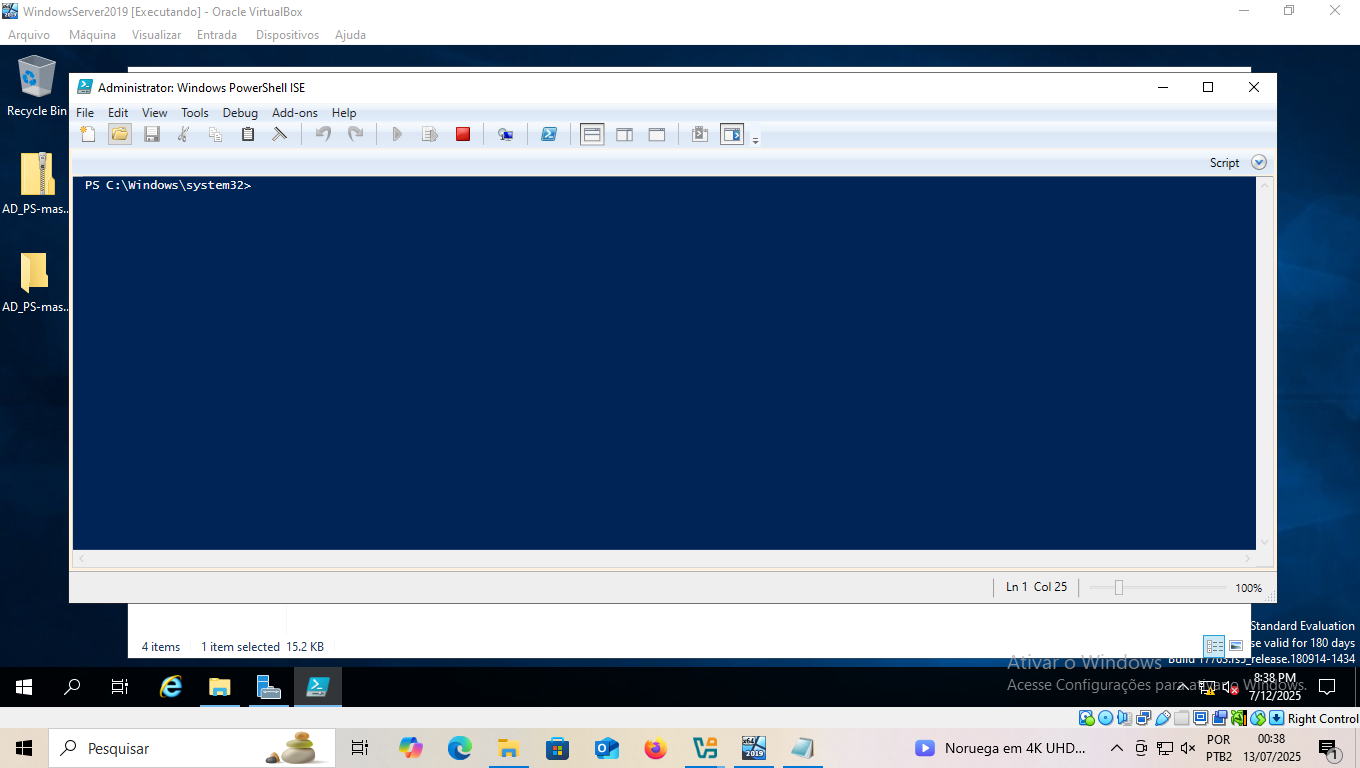 WindowsServer2019 [Executando] - Oracle VirtualBox
Arquivo Máquina Visualizar Entrada Dispositivos Ajuda
Recycle Bin
AD_PS-mas...
AD_PS-mas...
Administrator: Windows PowerShell ISE
File Edit View Tools Debug Add-ons Help
Script
PS C:\Windows\system32>
Ln 1 Col 25
100%
4 items 1 item selected 15.2 KB
Standard Evaluation
se valid for 180 days
Build 17763.rs5_release.180914-1434
Ativar o Windows
Acesse Configurações para ativar o Windows.
8:38 PM
7/12/2025
Right Control
Pesquisar
x64
2019
Noruega em 4K UHD...
POR
PTB2
00:38
13/07/2025
1